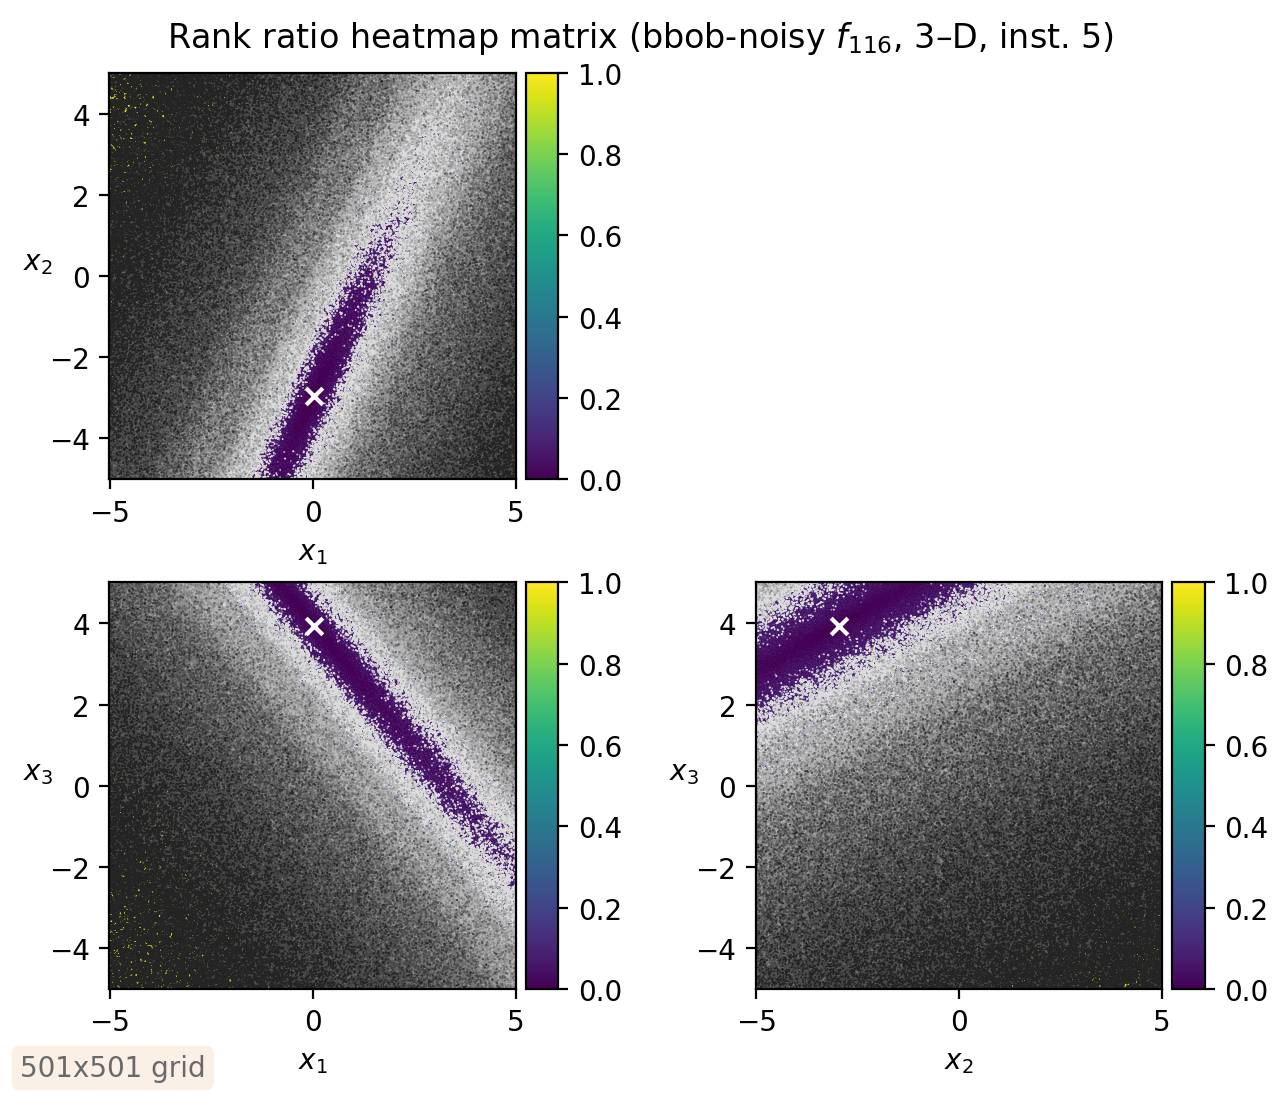 Rank ratio heatmap matrix (bbob-noisy f₁₁₆, 3–D, inst. 5)
1.0
4
0.8
2
0.6
x₂ 0
0.4
−2
0.2
−4
0.0
−5 0 5
x₁
1.0 1.0
4 4
0.8 0.8
2 2
0.6 0.6
x₃ 0 x₃ 0
0.4 0.4
−2 −2
0.2 0.2
−4 −4
0.0 0.0
−5 0 5 −5 0 5
x₁ x₂
501x501 grid